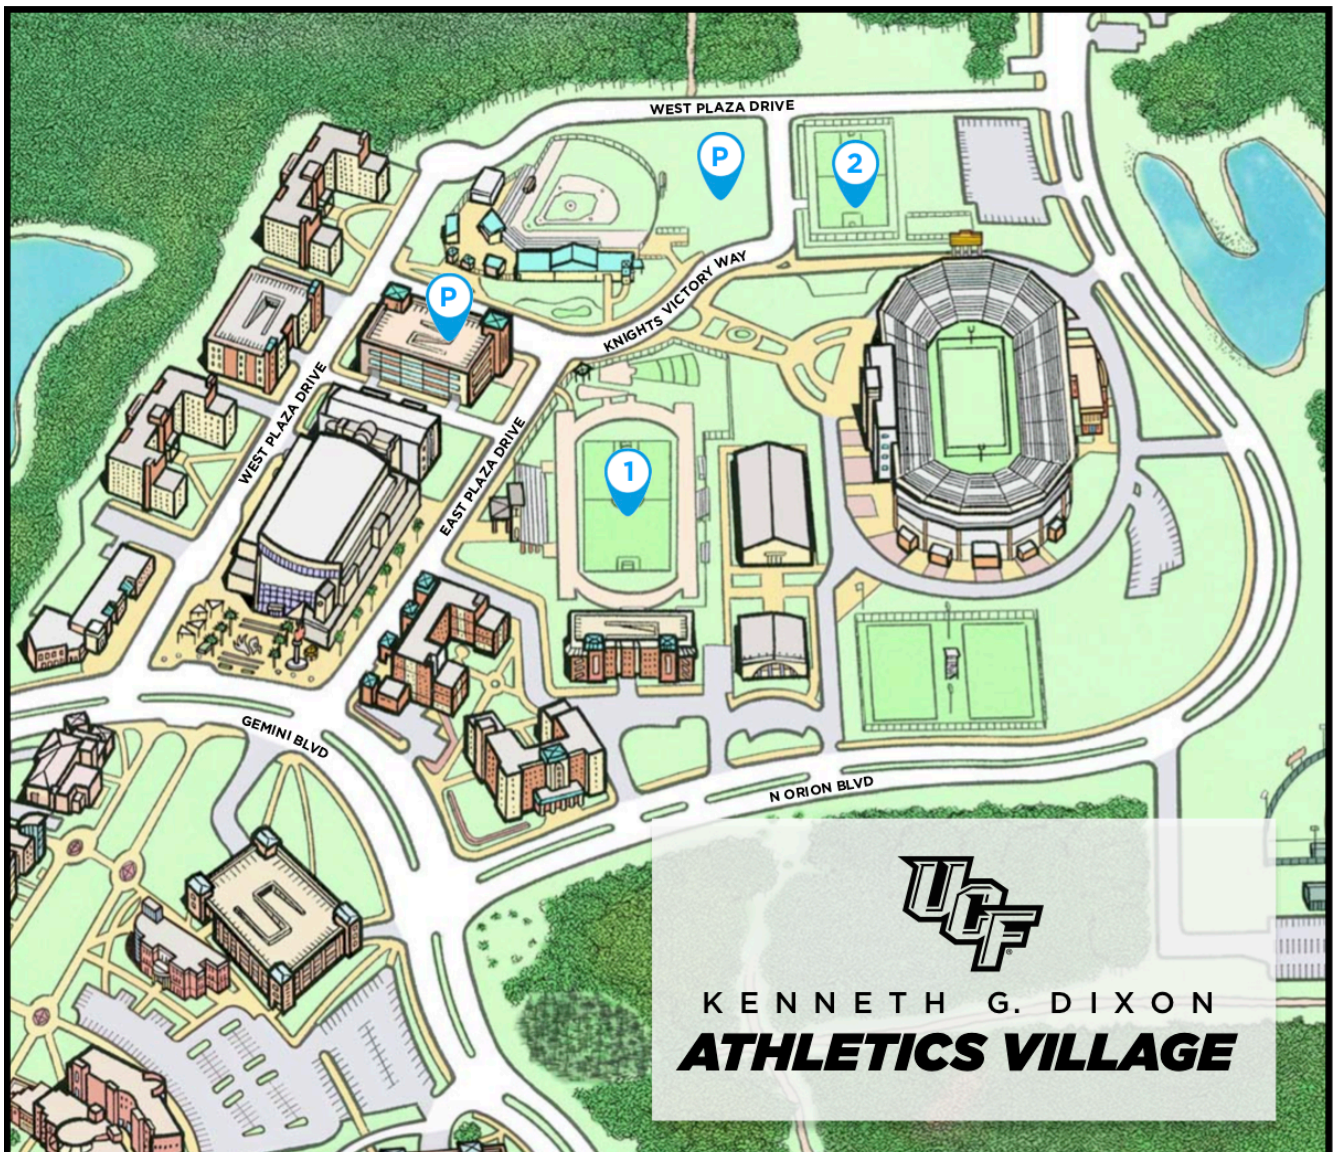 WEST PLAZA DRIVE
P
2
KNIGHTS VICTORY WAY
P
WEST PLAZA DRIVE
EAST PLAZA DRIVE
1
GEMINI BLVD
N ORION BLVD
UCF
KENNETH G. DIXON
ATHLETICS VILLAGE